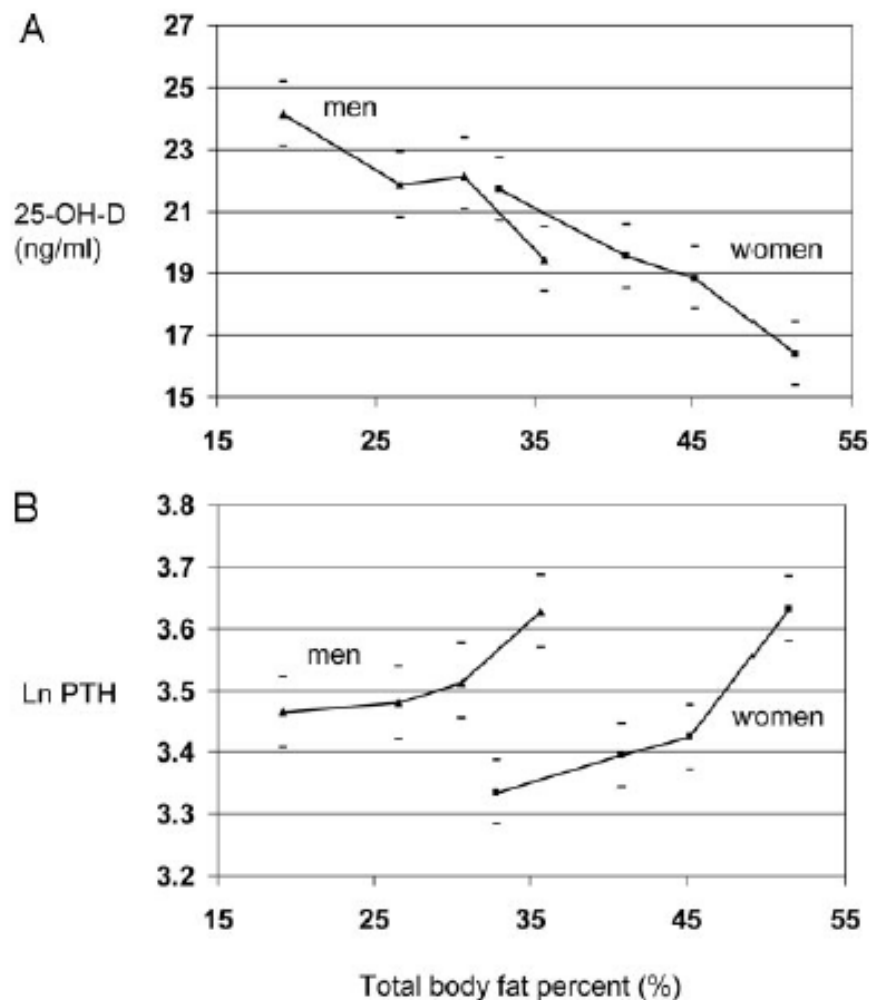 A
27
25
men
23
25-OH-D
(ng/ml)
21
women
19
17
15
15 25 35 45 55
B
3.8
3.7
3.6
men
Ln PTH
3.5
women
3.4
3.3
3.2
15 25 35 45 55
Total body fat percent (%)